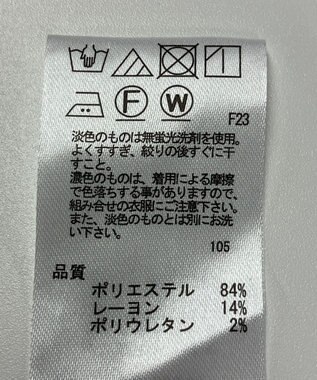 F W
F23
淡色のものは無蛍光洗剤を使用。
よくすすぎ、絞りの後すぐに干
すこと。
濃色のものは、着用による摩擦
で色落ちする事がありますので、
組み合せの衣服にご注意下さい。
また、淡色のものとは別にお洗
い下さい。
105
品質
ポリエステル 84%
レーヨン 14%
ポリウレタン 2%